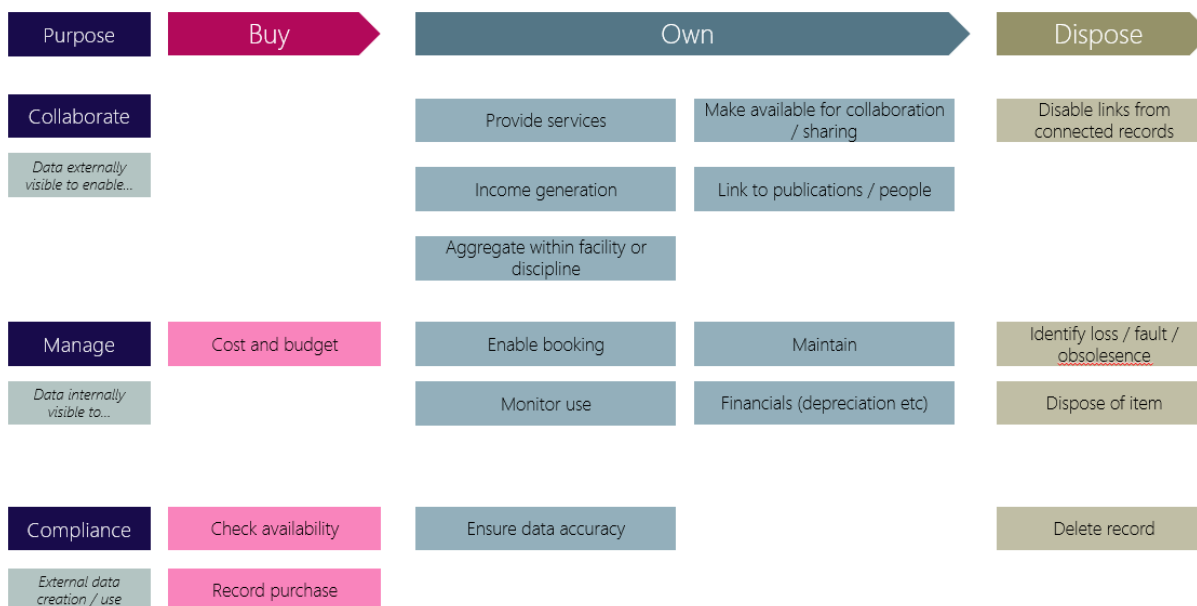 Purpose
Buy
Own
Dispose
Collaborate
Provide services
Make available for collaboration
/ sharing
Disable links from
connected records
Data externally
visible to enable...
Income generation
Link to publications / people
Aggregate within facility or
discipline
Manage
Cost and budget
Enable booking
Maintain
Identify loss / fault /
obsolesence
Data internally
visible to...
Monitor use
Financials (depreciation etc)
Dispose of item
Compliance
Check availability
Ensure data accuracy
Delete record
External data
creation / use
Record purchase